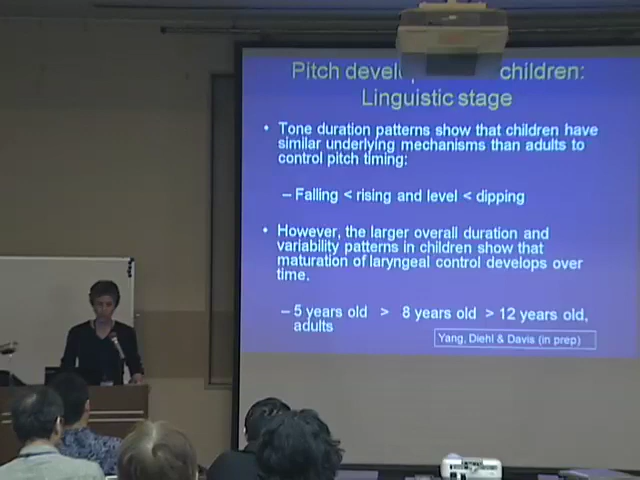 Pitch devel children:
Linguistic stage
• Tone duration patterns show that children have
similar underlying mechanisms than adults to
control pitch timing:
– Falling < rising and level < dipping
• However, the larger overall duration and
variability patterns in children show that
maturation of laryngeal control develops over
time.
– 5 years old > 8 years old > 12 years old,
adults
Yang, Diehl & Davis (in prep)